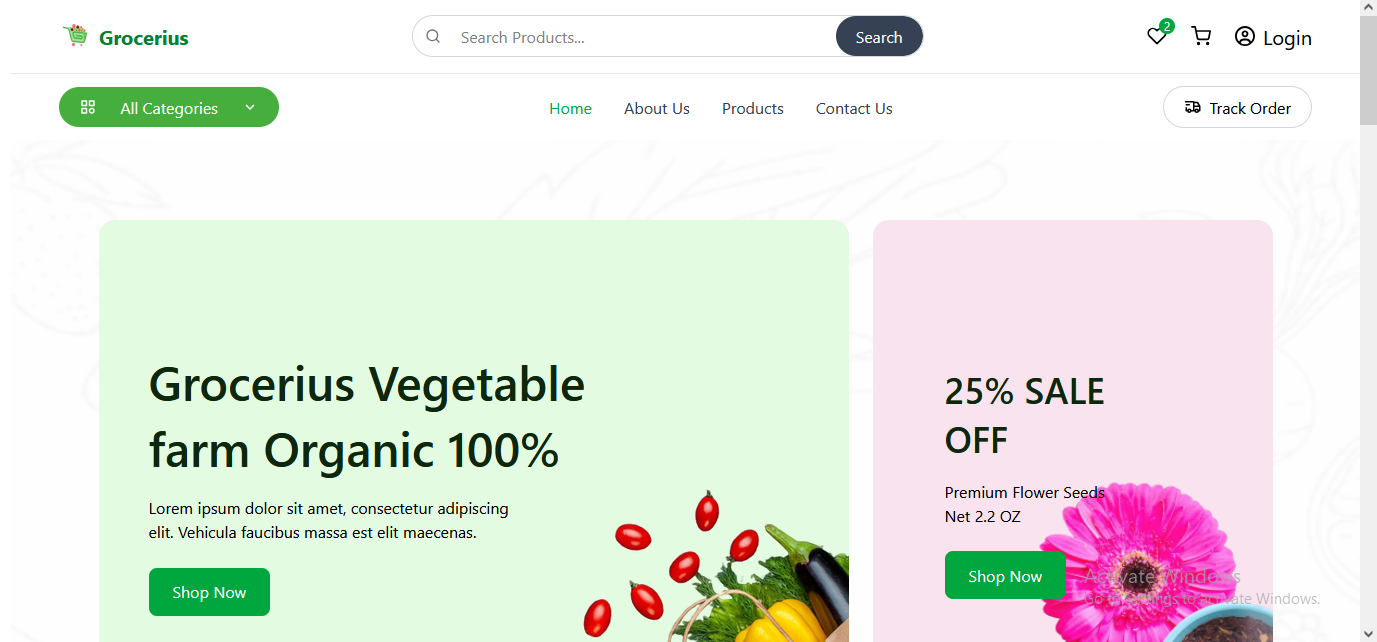 Grocerius
Search Products...
Search
2
Login
All Categories
Home
About Us
Products
Contact Us
Track Order
Grocerius Vegetable
farm Organic 100%
Lorem ipsum dolor sit amet, consectetur adipiscing
elit. Vehicula faucibus massa est elit maecenas.
Shop Now
25% SALE
OFF
Premium Flower Seeds
Net 2.2 OZ
Shop Now
Activate Windows
Go to Settings to activate Windows.